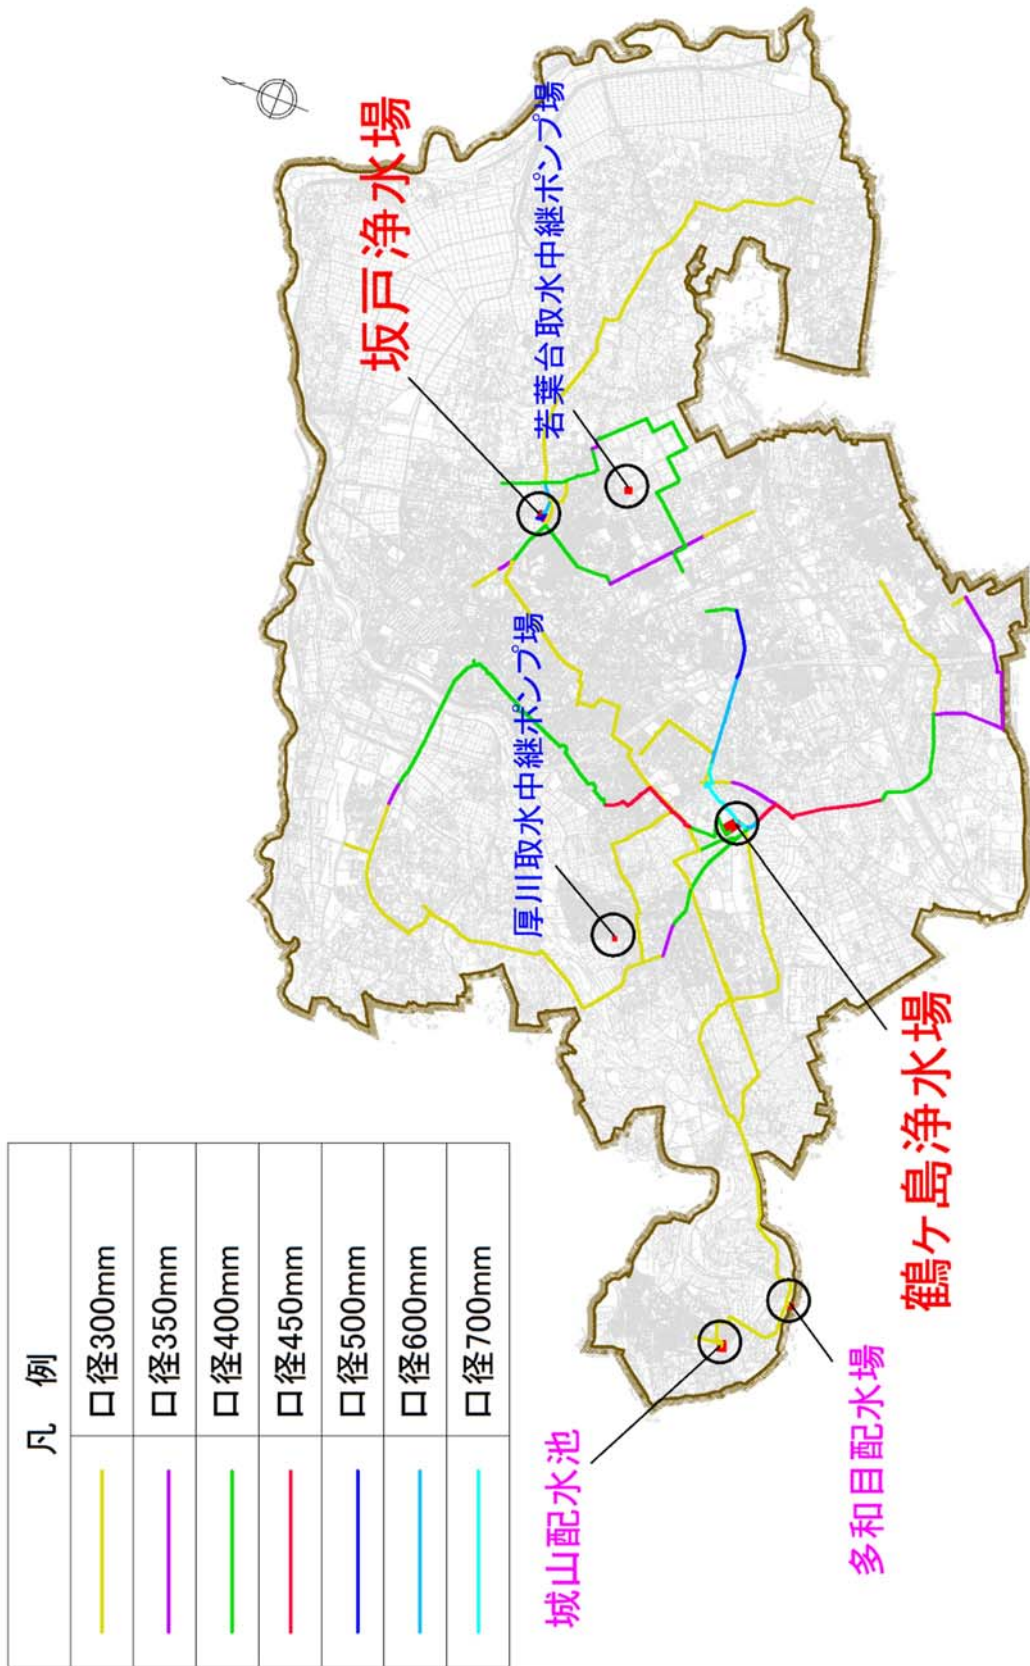 凡 例
口径300mm
口径350mm
口径400mm
口径450mm
口径500mm
口径600mm
口径700mm
坂戸浄水場
若葉台取水中継ポンプ場
厚川取水中継ポンプ場
鶴ケ島浄水場
城山配水池
多和目配水場